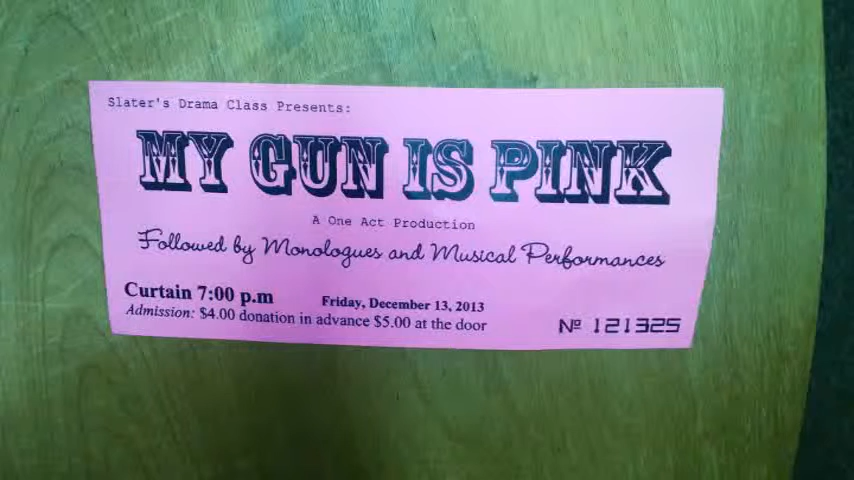 Slater's Drama Class Presents:
MY GUN IS PINK
A One Act Production
Followed by Monologues and Musical Performances
Curtain 7:00 p.m Friday, December 13, 2013
Admission: $4.00 donation in advance $5.00 at the door
Nº 121325